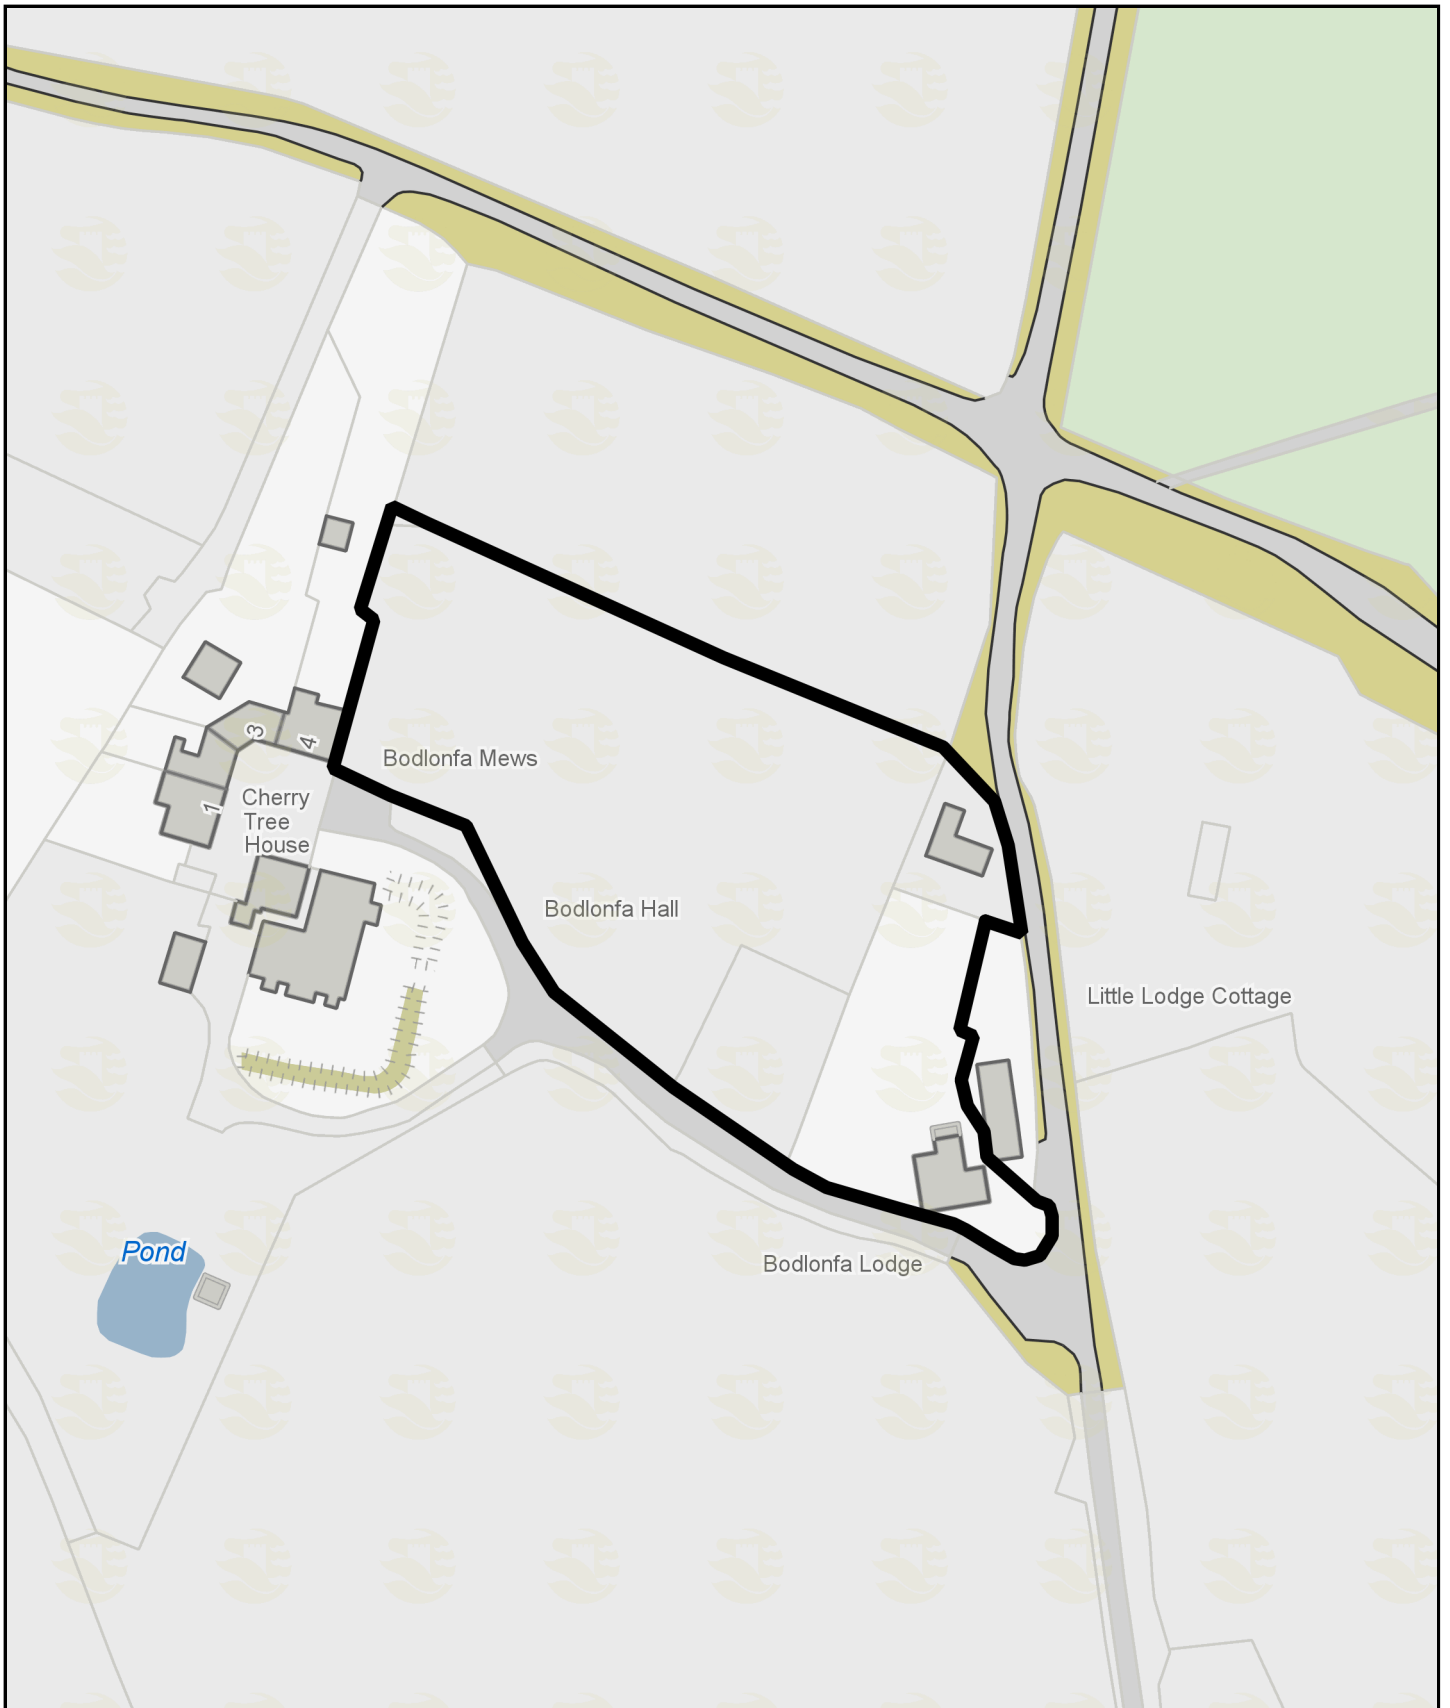 3
4
Bodlonfa Mews
1
Cherry
Tree
House
Bodlonfa Hall
Little Lodge Cottage
Pond
Bodlonfa Lodge